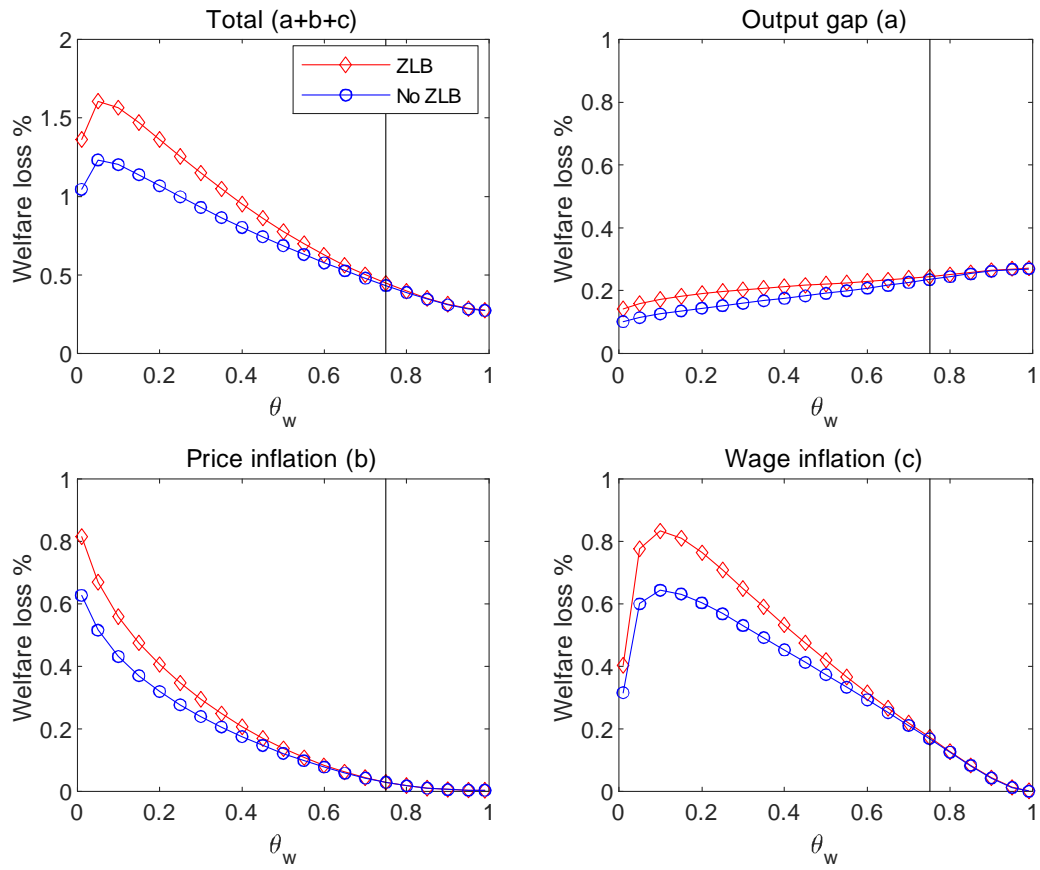 Total (a+b+c)
2
1.5
1
0.5
0
Welfare loss %
0 0.2 0.4 0.6 0.8 1
θw
ZLB
No ZLB
Output gap (a)
1
0.8
0.6
0.4
0.2
0
Welfare loss %
0 0.2 0.4 0.6 0.8 1
θw
Price inflation (b)
1
0.8
0.6
0.4
0.2
0
Welfare loss %
0 0.2 0.4 0.6 0.8 1
θw
Wage inflation (c)
1
0.8
0.6
0.4
0.2
0
Welfare loss %
0 0.2 0.4 0.6 0.8 1
θw